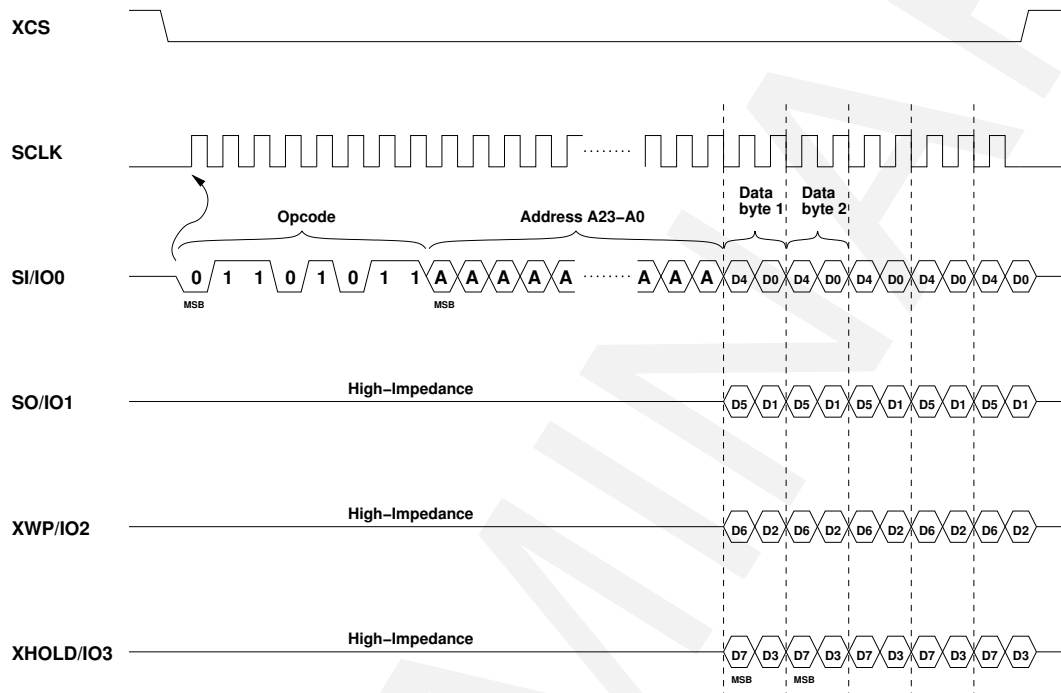 XCS
SCLK
Data byte 1
Data byte 2
Opcode
Address A23–A0
SI/IO0
0 1 1 0 1 0 1 1 A A A A A ........ A A A D4 D0 D4 D0 D4 D0 D4 D0 D4 D0
MSB MSB
High–Impedance
SO/IO1
D5 D1 D5 D1 D5 D1 D5 D1 D5 D1
High–Impedance
XWP/IO2
D6 D2 D6 D2 D6 D2 D6 D2 D6 D2
High–Impedance
XHOLD/IO3
D7 D3 D7 D3 D7 D3 D7 D3 D7 D3
MSB MSB